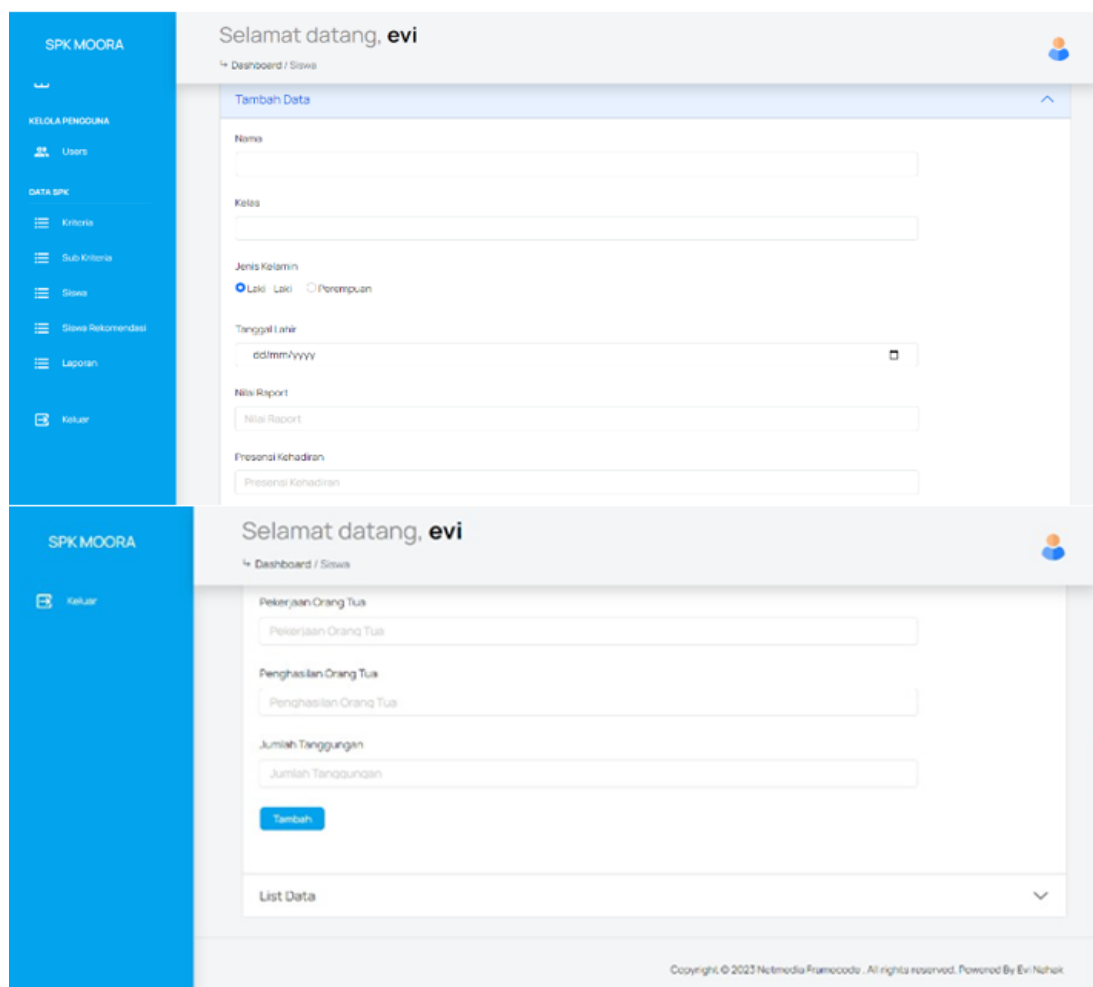 SPK MOORA
Selamat datang, evi
Dashboard / Siswa
KELOLA PENGGUNA
Users
DATA SPK
Kriteria
Sub Kriteria
Siswa
Siswa Rekomendasi
Laporan
Keluar
Tambah Data
Nama
Kelas
Jenis Kelamin
Laki - Laki Perempuan
Tanggal Lahir
dd/mm/yyyy
Nilai Raport
Nilai Raport
Presensi Kehadiran
Presensi Kehadiran
SPK MOORA
Selamat datang, evi
Dashboard / Siswa
Keluar
Pekerjaan Orang Tua
Pekerjaan Orang Tua
Penghasilan Orang Tua
Penghasilan Orang Tua
Jumlah Tanggungan
Jumlah Tanggungan
Tambah
List Data
Copyright © 2023 Netmedia Framecode . All rights reserved. Powered By Evi Nahak